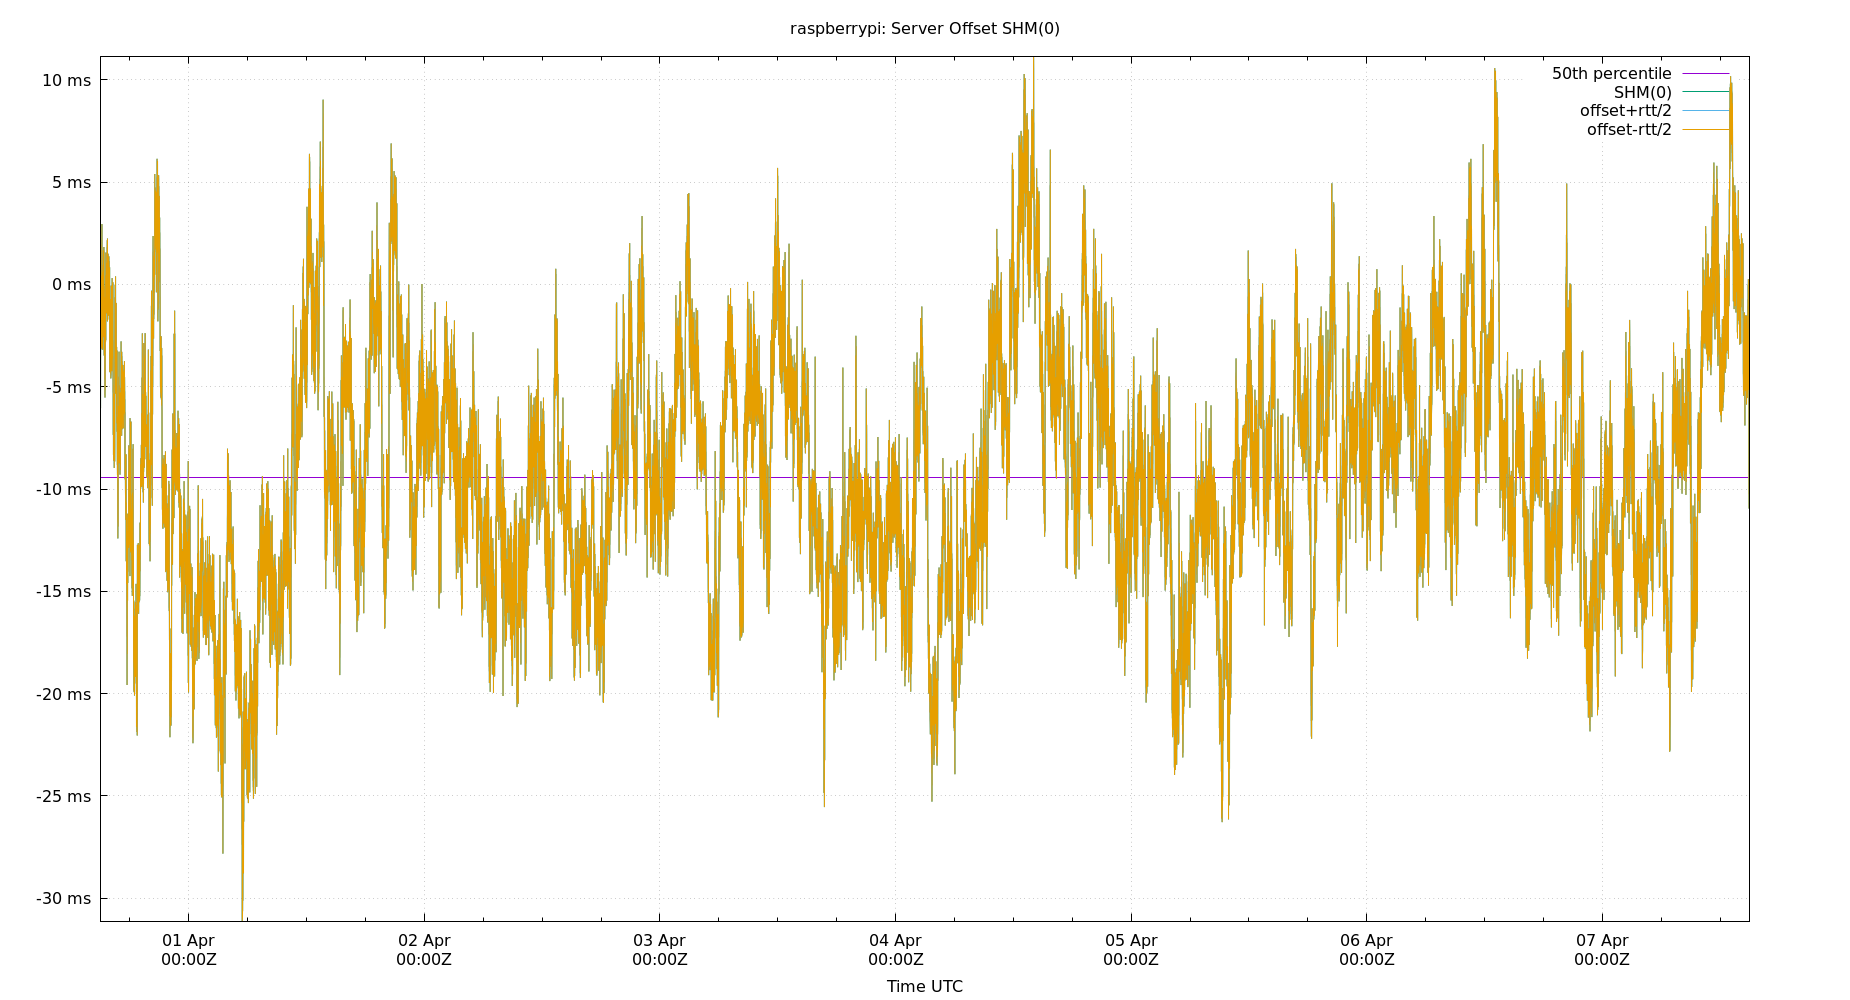 raspberrypi: Server Offset SHM(0)
50th percentile
SHM(0)
offset+rtt/2
offset-rtt/2
10 ms
5 ms
0 ms
-5 ms
-10 ms
-15 ms
-20 ms
-25 ms
-30 ms
01 Apr 02 Apr 03 Apr 04 Apr 05 Apr 06 Apr 07 Apr
00:00Z 00:00Z 00:00Z 00:00Z 00:00Z 00:00Z 00:00Z
Time UTC